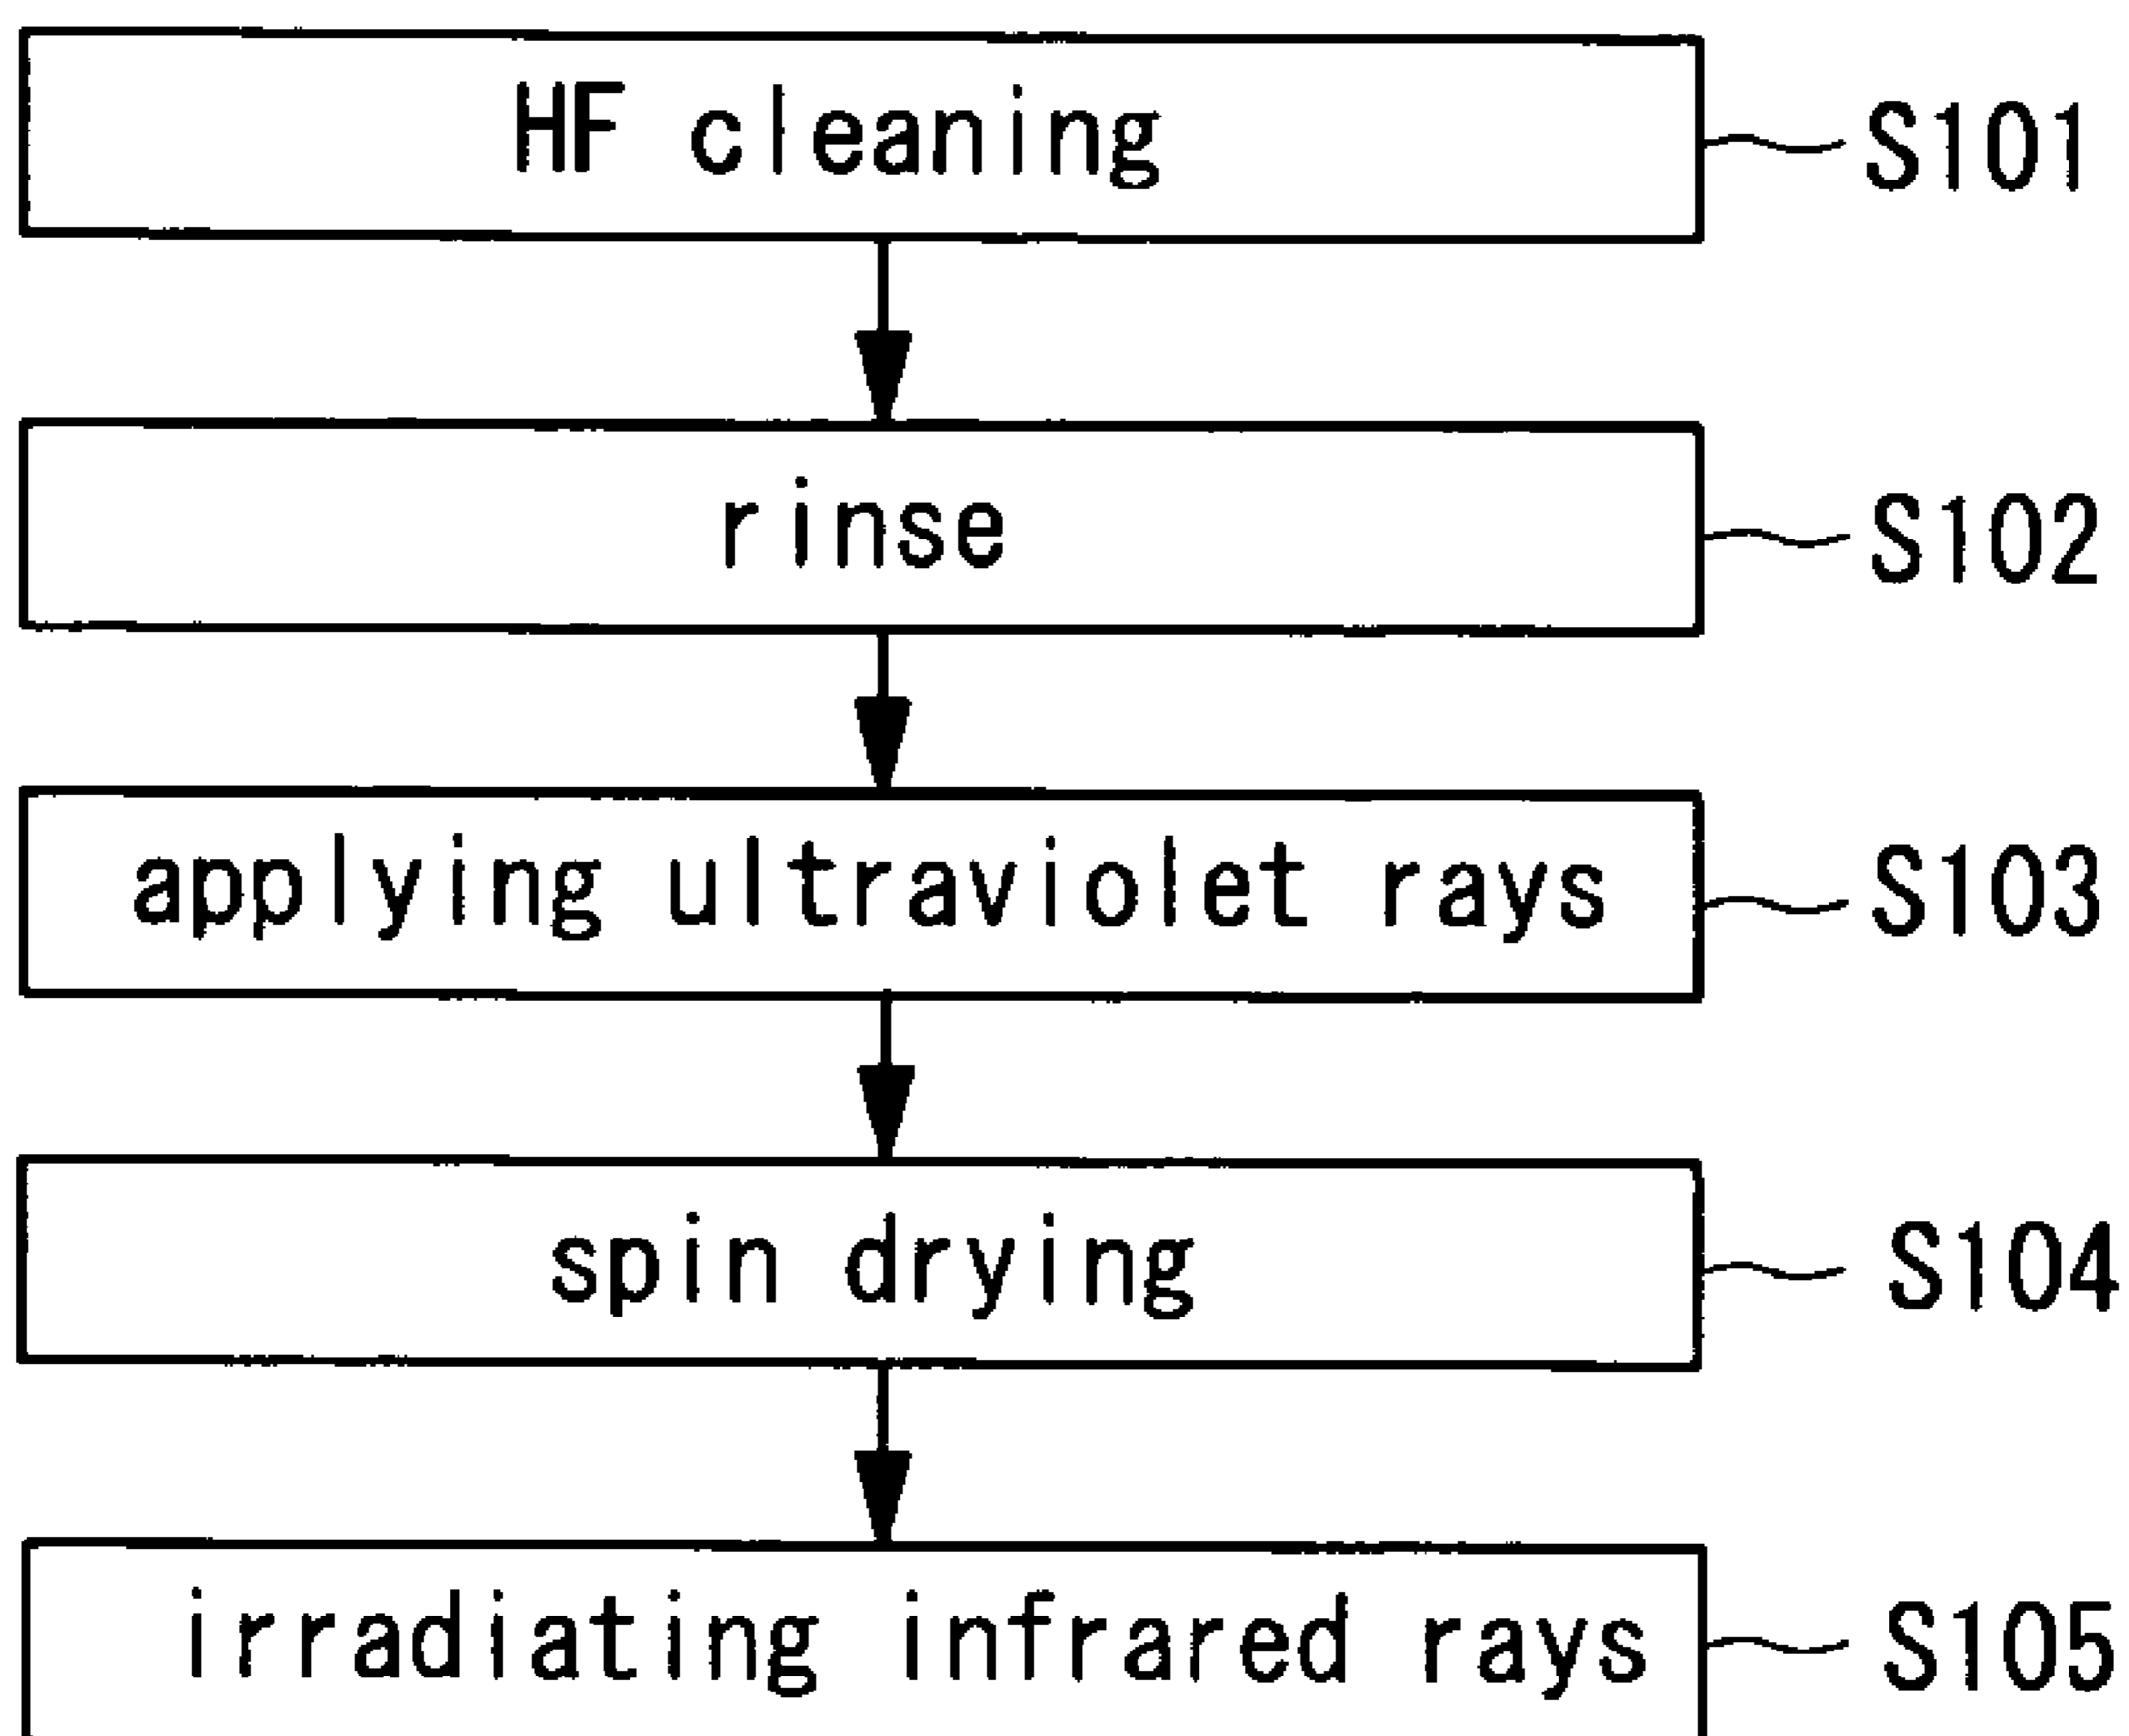 HF cleaning S101
rinse S102
applying ultraviolet rays S103
spin drying S104
irradiating infrared rays S105